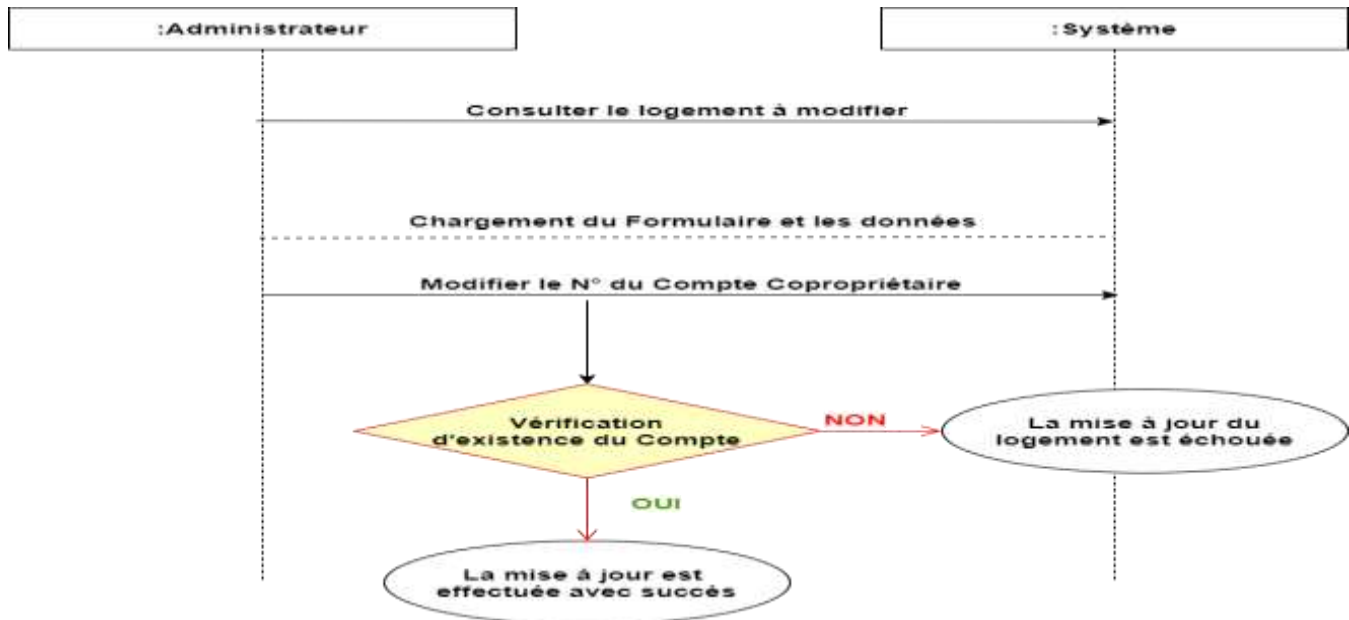 :Administrateur
:Système
Consulter le logement à modifier
Chargement du Formulaire et les données
Modifier le N° du Compte Copropriétaire
Vérification
d'existence du Compte
NON
La mise à jour du
logement est échouée
OUI
La mise à jour est
effectuée avec succès